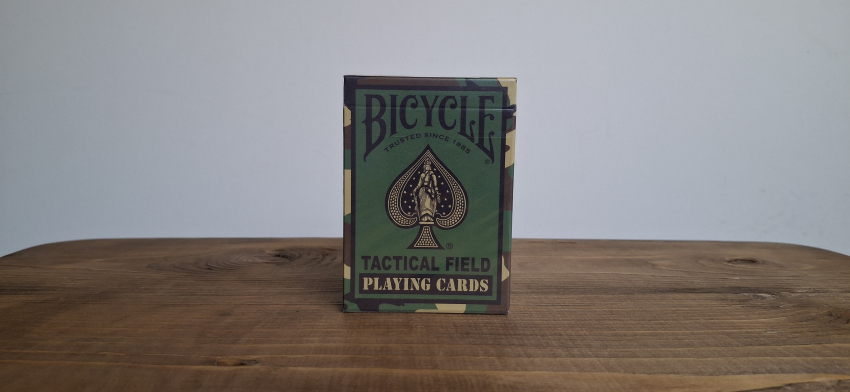 BICYCLE
TRUSTED SINCE 1885
®
®
TACTICAL FIELD
PLAYING CARDS